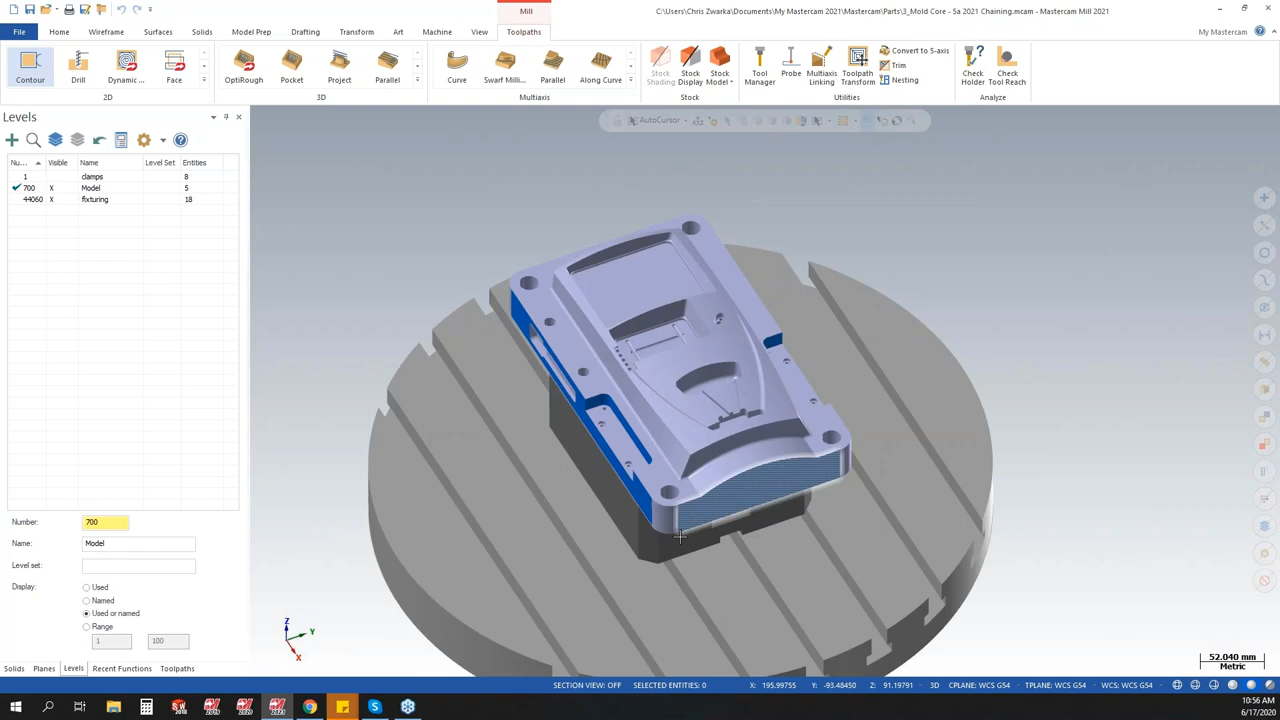 Mill
C:\Users\Chris Zwarka\Documents\My Mastercam 2021\Mastercam\Parts\3_Mold Core - Sa 2021 Chaining.mcam - Mastercam Mill 2021
File Home Wireframe Surfaces Solids Model Prep Drafting Transform Art Machine View Toolpaths My Mastercam
Contour Drill Dynamic ... Face OptiRough Pocket Project Parallel Curve Swarf Milli... Parallel Along Curve Stock Shading Stock Display Stock Model Tool Manager Probe Multiaxis Linking Toolpath Transform Convert to 5-axis Trim Nesting Check Holder Check Tool Reach
2D 3D Multiaxis Stock Utilities Analyze
Levels
AutoCursor
Nu... Visible Name Level Set Entities
1 clamps 8
700 X Model 5
44060 X fixturing 18
Number: 700
Name: Model
Level set:
Display: Used
Named
Used or named
Range
1 100
Z
Y
X
52.040 mm
Metric
Solids Planes Levels Recent Functions Toolpaths
SECTION VIEW: OFF SELECTED ENTITIES: 0 X: 195.99755 Y: -93.48450 Z: 91.19791 3D CPLANE: WCS G54 TPLANE: WCS G54 WCS: WCS G54
10:56 AM
6/17/2020